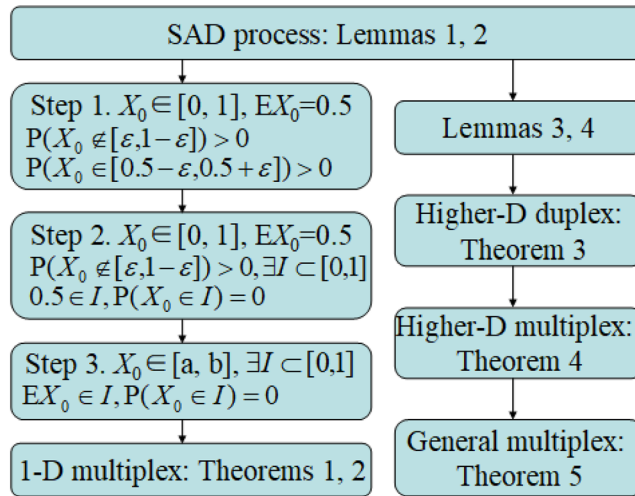 SAD process: Lemmas 1, 2
Step 1. X₀∈[0, 1], EX₀=0.5
P(X₀∉[ε,1−ε])>0
P(X₀∈[0.5−ε,0.5+ε])>0
Step 2. X₀∈[0, 1], EX₀=0.5
P(X₀∉[ε,1−ε])>0,∃I⊂[0,1]
0.5∈I,P(X₀∈I)=0
Step 3. X₀∈[a, b], ∃I⊂[0,1]
EX₀∈I,P(X₀∈I)=0
1-D multiplex: Theorems 1, 2
Lemmas 3, 4
Higher-D duplex:
Theorem 3
Higher-D multiplex:
Theorem 4
General multiplex:
Theorem 5